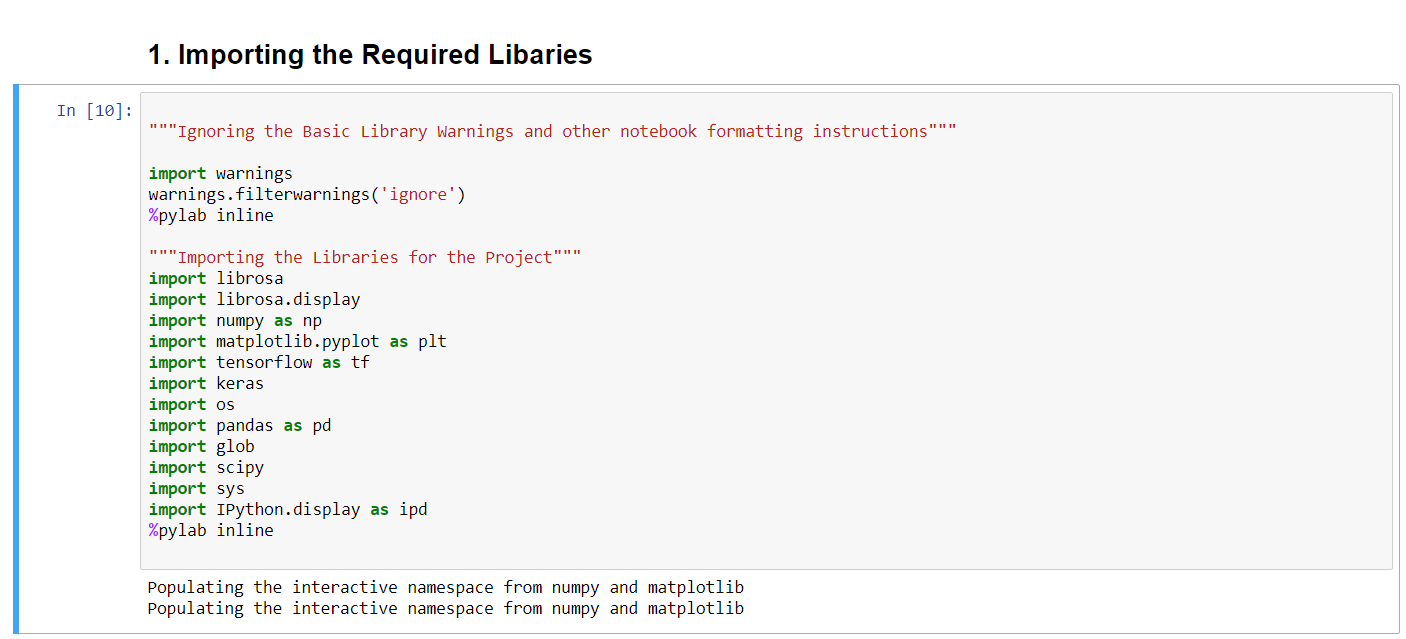 1. Importing the Required Libaries
In [10]:
"""Ignoring the Basic Library Warnings and other notebook formatting instructions"""
import warnings
warnings.filterwarnings('ignore')
%pylab inline
"""Importing the Libraries for the Project"""
import librosa
import librosa.display
import numpy as np
import matplotlib.pyplot as plt
import tensorflow as tf
import keras
import os
import pandas as pd
import glob
import scipy
import sys
import IPython.display as ipd
%pylab inline
Populating the interactive namespace from numpy and matplotlib
Populating the interactive namespace from numpy and matplotlib